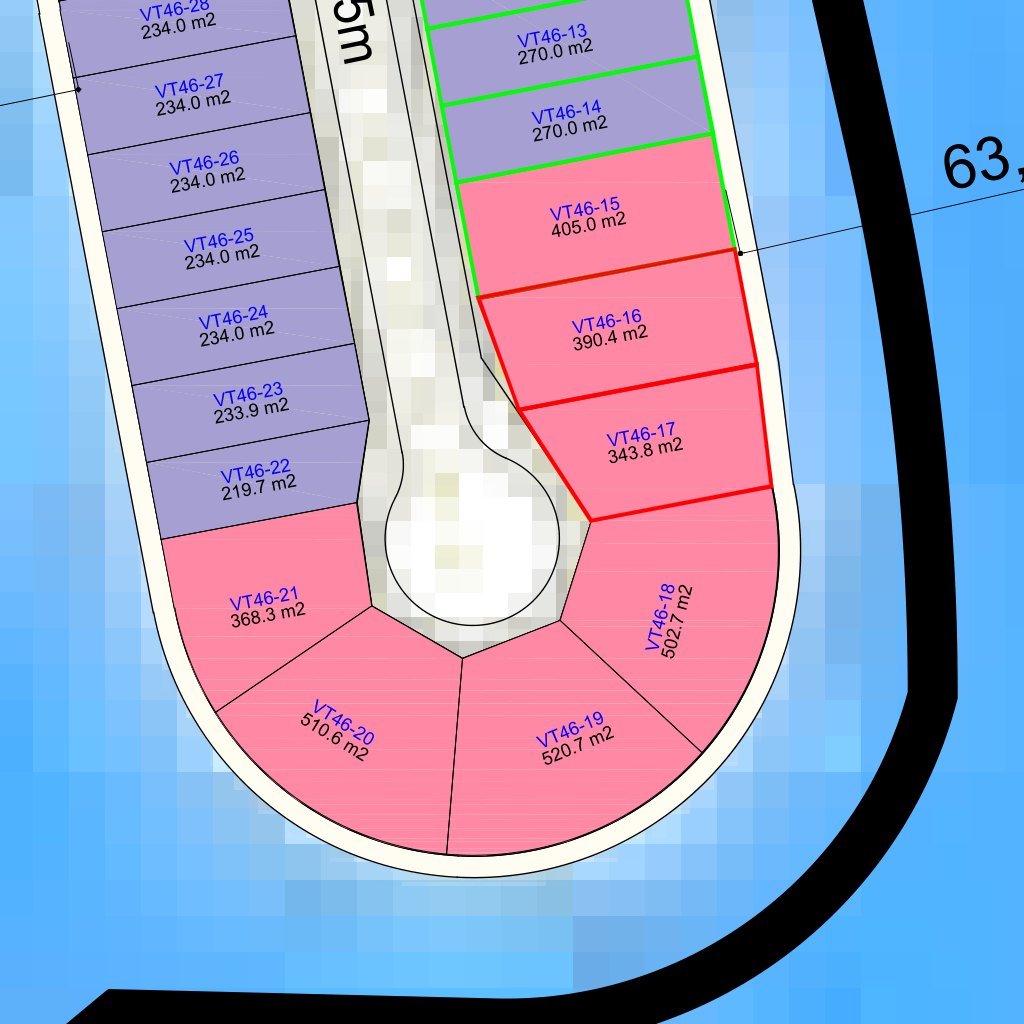 VT46-28
234.0 m2
VT46-27
234.0 m2
VT46-26
234.0 m2
VT46-25
234.0 m2
VT46-24
234.0 m2
VT46-23
233.9 m2
VT46-22
219.7 m2
VT46-21
368.3 m2
VT46-20
510.6 m2
VT46-19
520.7 m2
VT46-18
502.7 m2
VT46-17
343.8 m2
VT46-16
390.4 m2
VT46-15
405.0 m2
VT46-14
270.0 m2
VT46-13
270.0 m2
5m
63,